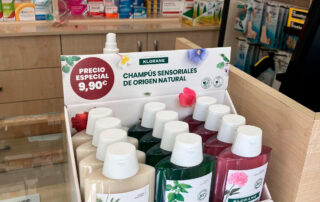 KLORANE
PRECIO
ESPECIAL
9,90€
CHAMPÚS SENSORIALES
DE ORIGEN NATURAL